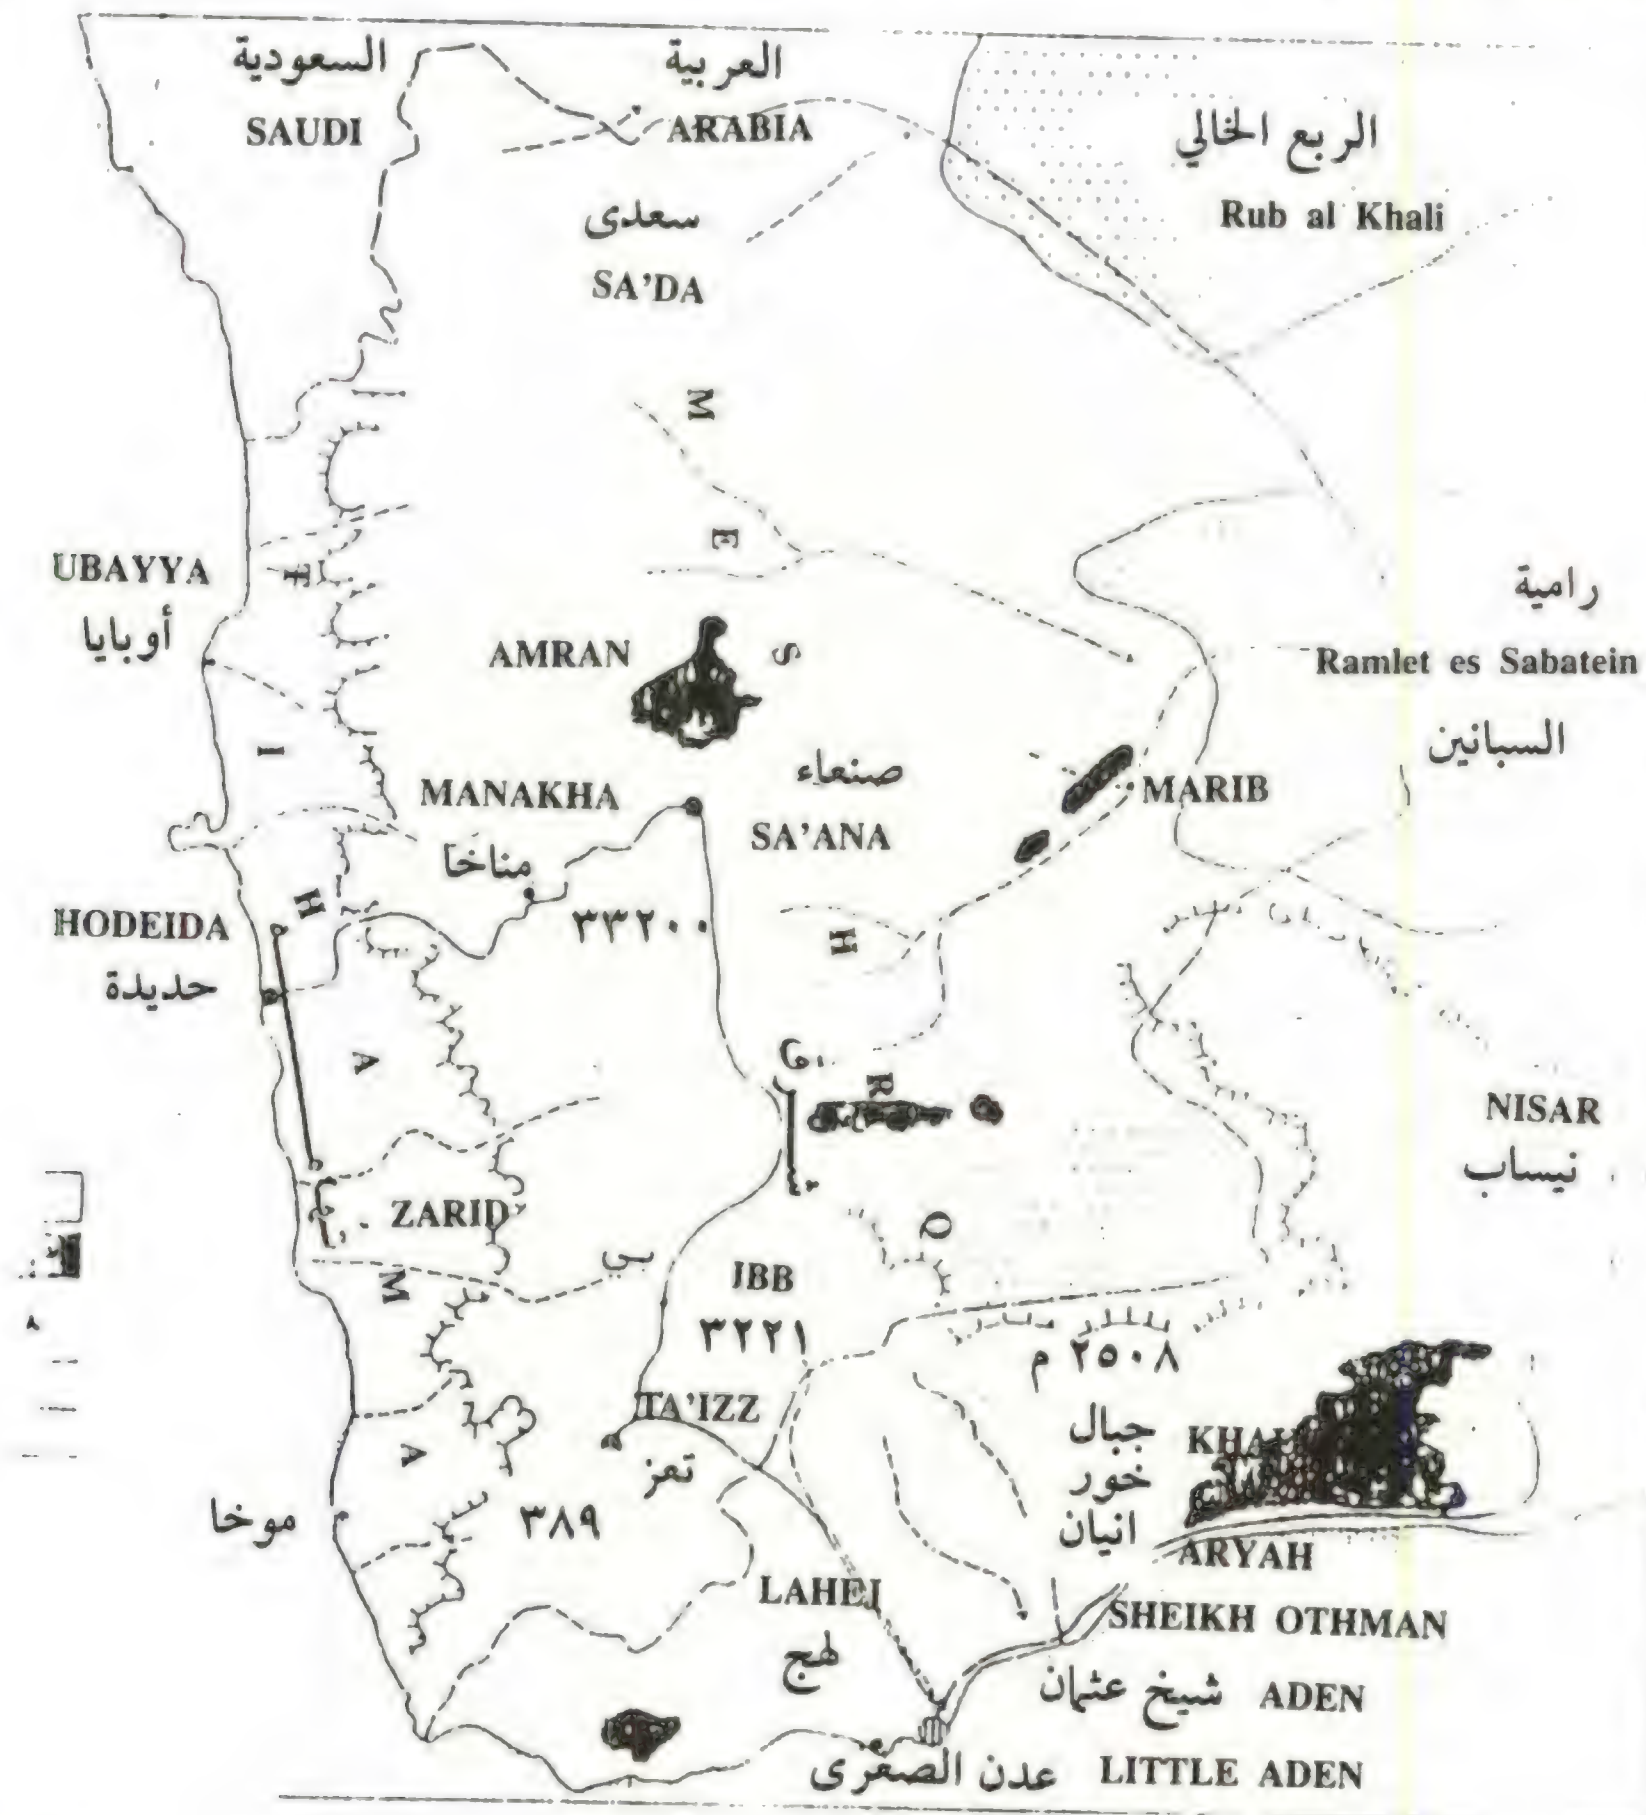 السعودية
العربية
SAUDI
ARABIA
الربع الخالي
Rub al Khali
سعدى
SA'DA
M
E
S
H
R
Q
UBAYYA
أوبايا
T
I
H
A
M
A
AMRAN
رامية
Ramlet es Sabatein
السبانين
صنعاء
MANAKHA
SA'ANA
MARIB
مناخا
٣٣٢٠٠
HODEIDA
حديدة
NISAR
نيساب
ZARID
IBB
٣٢٢١
٢٥٠٨ م
TA'IZZ
تعز
٣٨٩
جبال
خور
انيان
ARYAH
موخا
LAHEJ
لهج
SHEIKH OTHMAN
شيخ عثمان ADEN
عدن الصغرى LITTLE ADEN